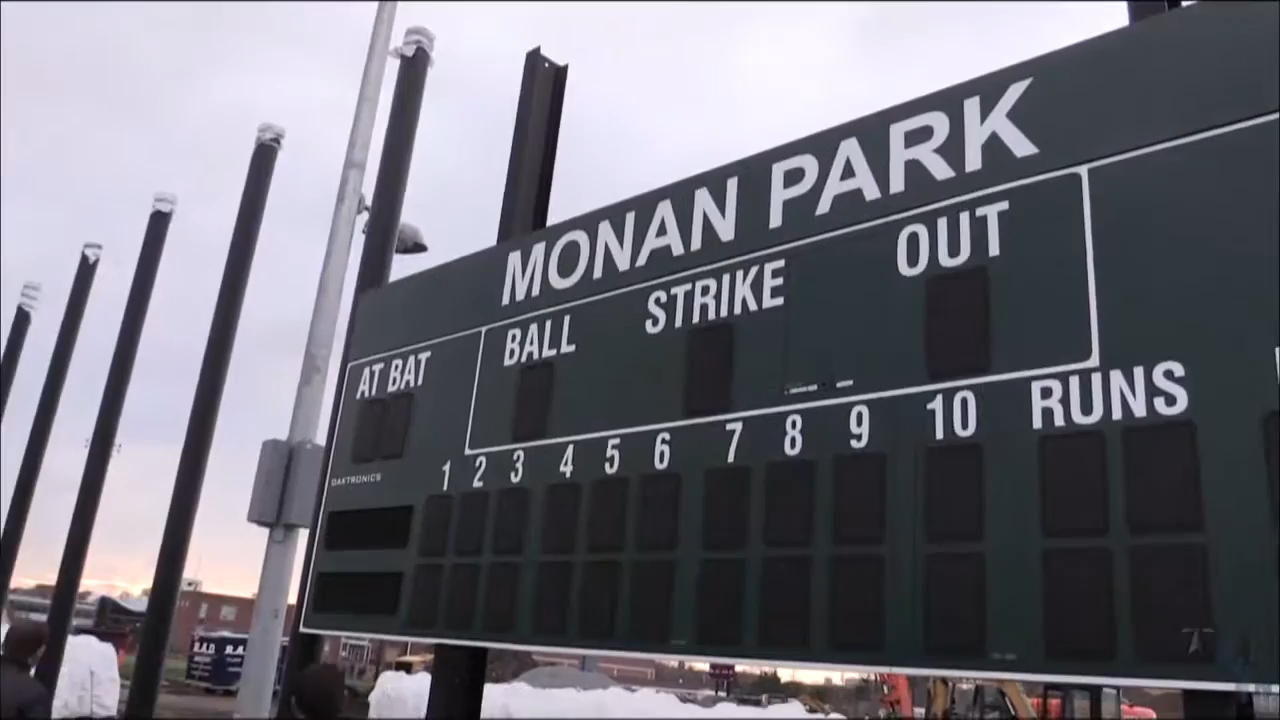 MONAN PARK
AT BAT BALL STRIKE OUT
DAKTRONICS
1 2 3 4 5 6 7 8 9 10 RUNS
R.A.D. R.A.